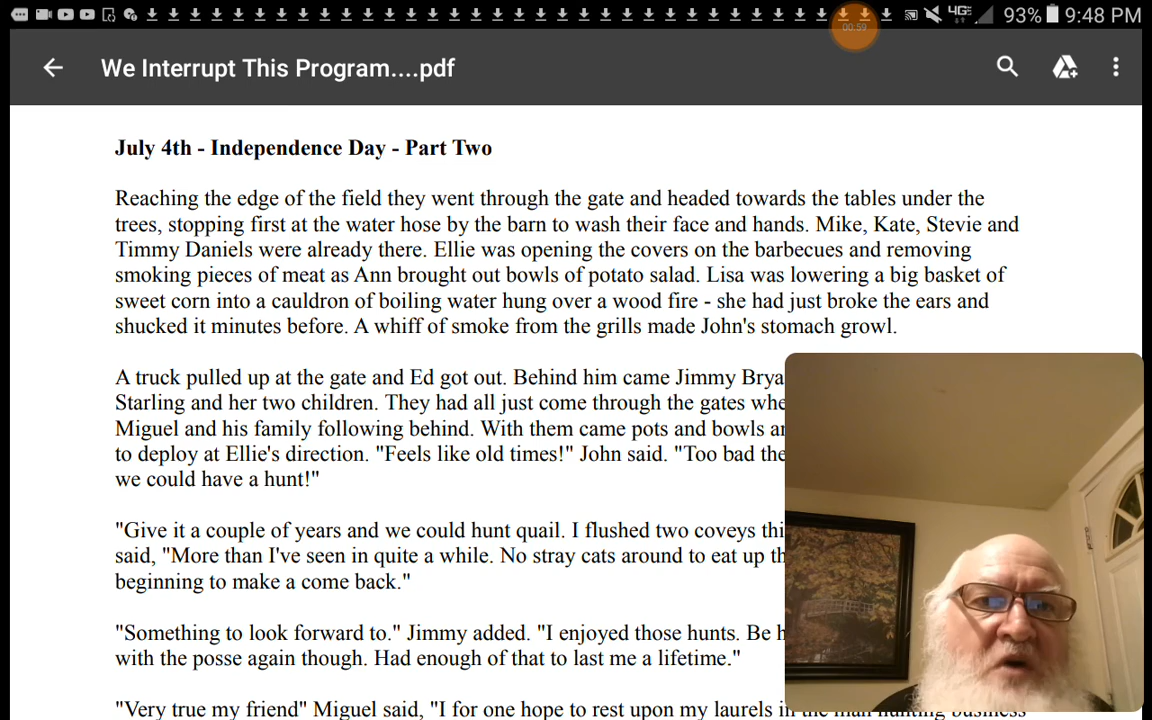 93% 9:48 PM
00:59
We Interrupt This Program....pdf
July 4th - Independence Day - Part Two
Reaching the edge of the field they went through the gate and headed towards the tables under the
trees, stopping first at the water hose by the barn to wash their face and hands. Mike, Kate, Stevie and
Timmy Daniels were already there. Ellie was opening the covers on the barbecues and removing
smoking pieces of meat as Ann brought out bowls of potato salad. Lisa was lowering a big basket of
sweet corn into a cauldron of boiling water hung over a wood fire - she had just broke the ears and
shucked it minutes before. A whiff of smoke from the grills made John's stomach growl.
A truck pulled up at the gate and Ed got out. Behind him came Jimmy
Starling and her two children. They had all just come through the gates
Miguel and his family following behind. With them came pots and bowls
to deploy at Ellie's direction. "Feels like old times!" John said. "Too bad
we could have a hunt!"
"Give it a couple of years and we could hunt quail. I flushed two coveys
said, "More than I've seen in quite a while. No stray cats around to eat up
beginning to make a come back."
"Something to look forward to." Jimmy added. "I enjoyed those hunts. Be
with the posse again though. Had enough of that to last me a lifetime."
"Very true my friend" Miguel said, "I for one hope to rest upon my laurels in the man hunting business